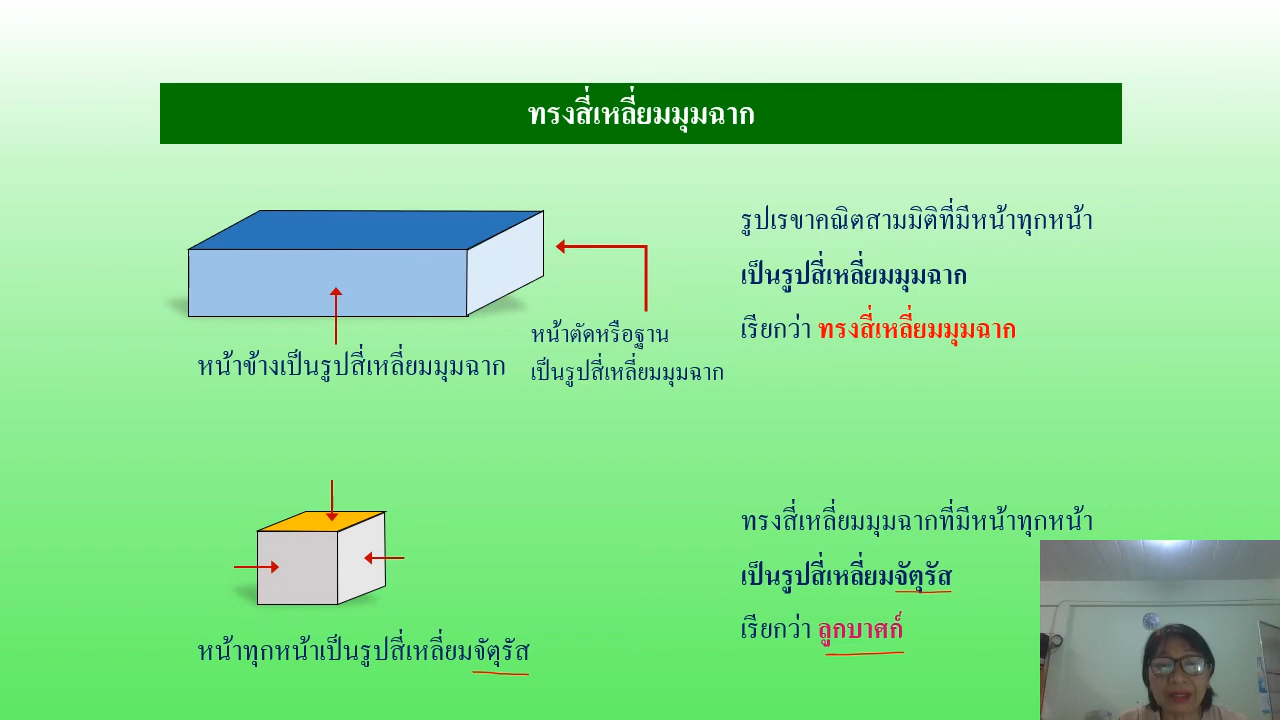 ทรงสี่เหลี่ยมมุมฉาก
รูปเรขาคณิตสามมิติที่มีหน้าทุกหน้า
เป็นรูปสี่เหลี่ยมมุมฉาก
เรียกว่า ทรงสี่เหลี่ยมมุมฉาก
หน้าข้างเป็นรูปสี่เหลี่ยมมุมฉาก
หน้าตัดหรือฐาน
เป็นรูปสี่เหลี่ยมมุมฉาก
ทรงสี่เหลี่ยมมุมฉากที่มีหน้าทุกหน้า
เป็นรูปสี่เหลี่ยมจัตุรัส
เรียกว่า ลูกบาศก์
หน้าทุกหน้าเป็นรูปสี่เหลี่ยมจัตุรัส